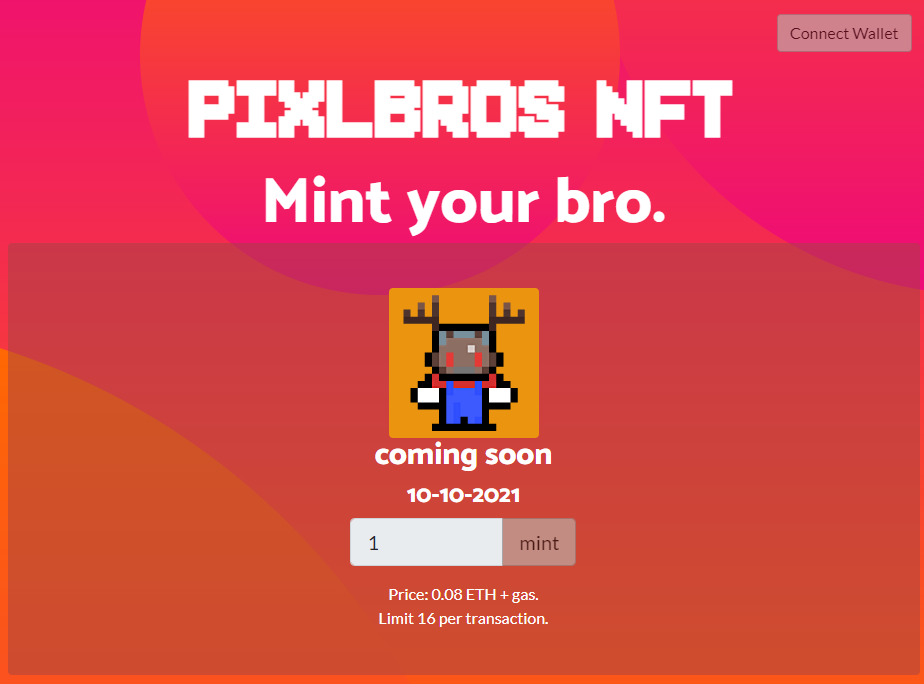 Connect Wallet
PIXLBROS NFT
Mint your bro.
coming soon
10-10-2021
1
mint
Price: 0.08 ETH + gas.
Limit 16 per transaction.